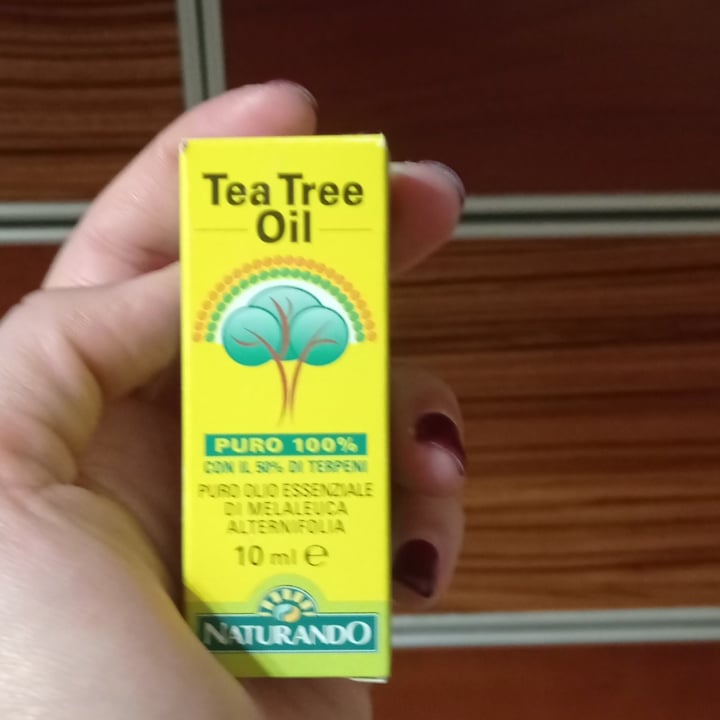 Tea Tree
Oil
PURO 100%
CON IL 50% DI TERPENI
PURO OLIO ESSENZIALE
DI MELALEUCA
ALTERNIFOLIA
10 ml ℮
NATURANDO